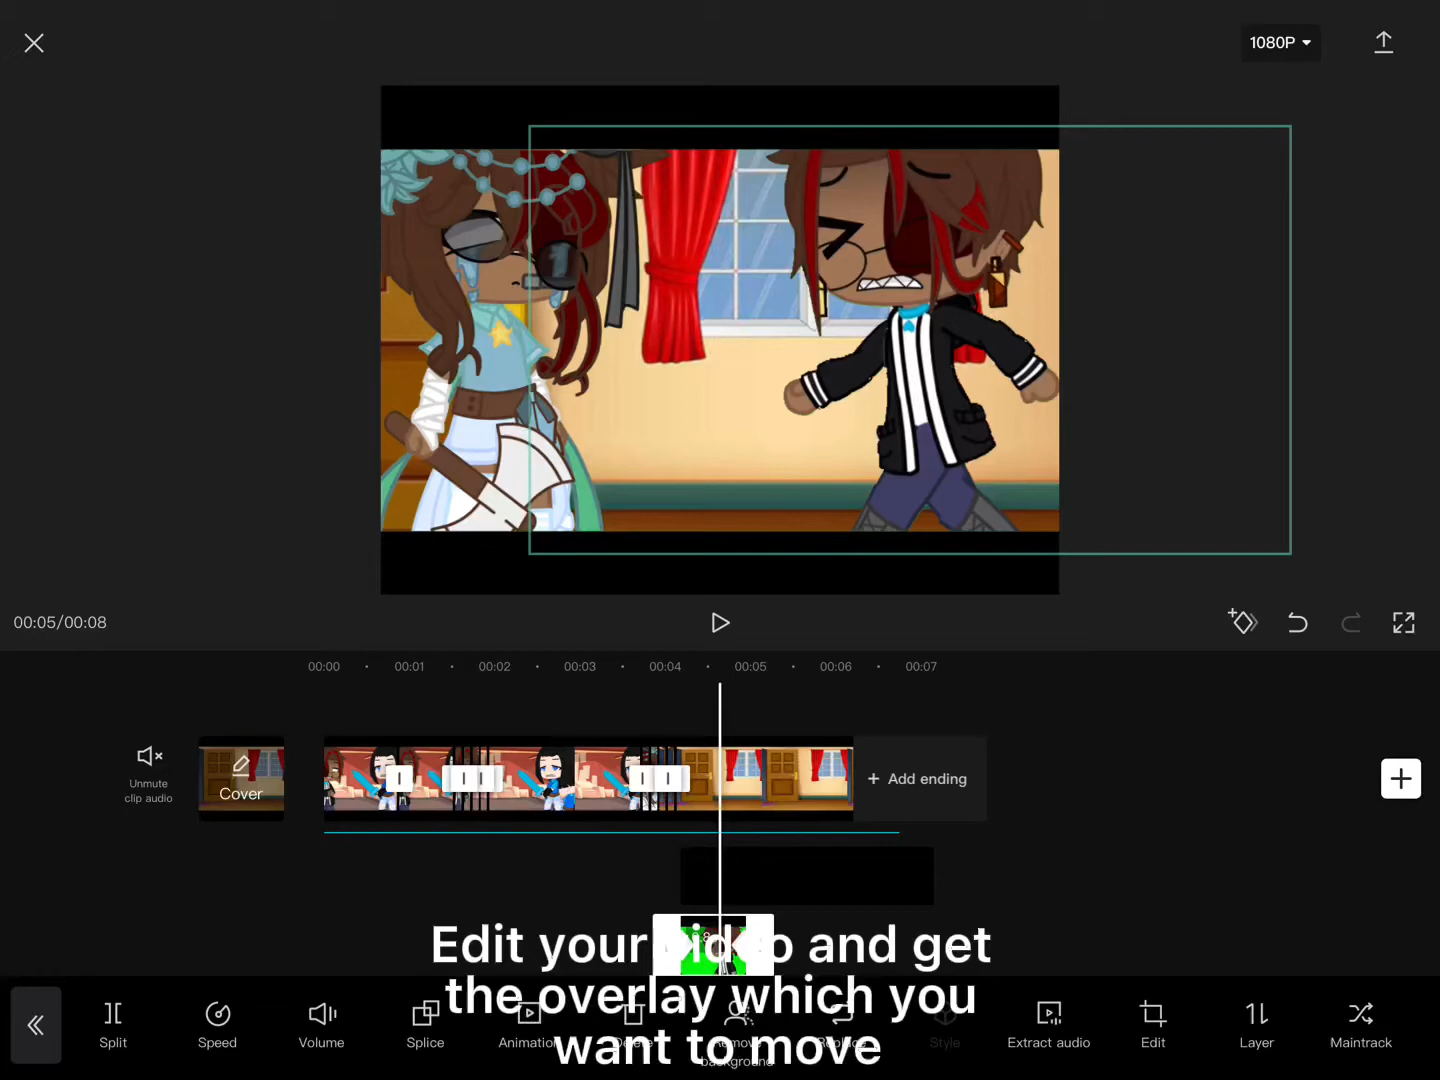 1080P
00:05/00:08
00:00 00:01 00:02 00:03 00:04 00:05 00:06 00:07
Unmute
clip audio
Cover
+ Add ending
Edit your video and get
the overlay which you
want to move
Split Speed Volume Splice Animation Delete Remove background Replace Style Extract audio Edit Layer Maintrack